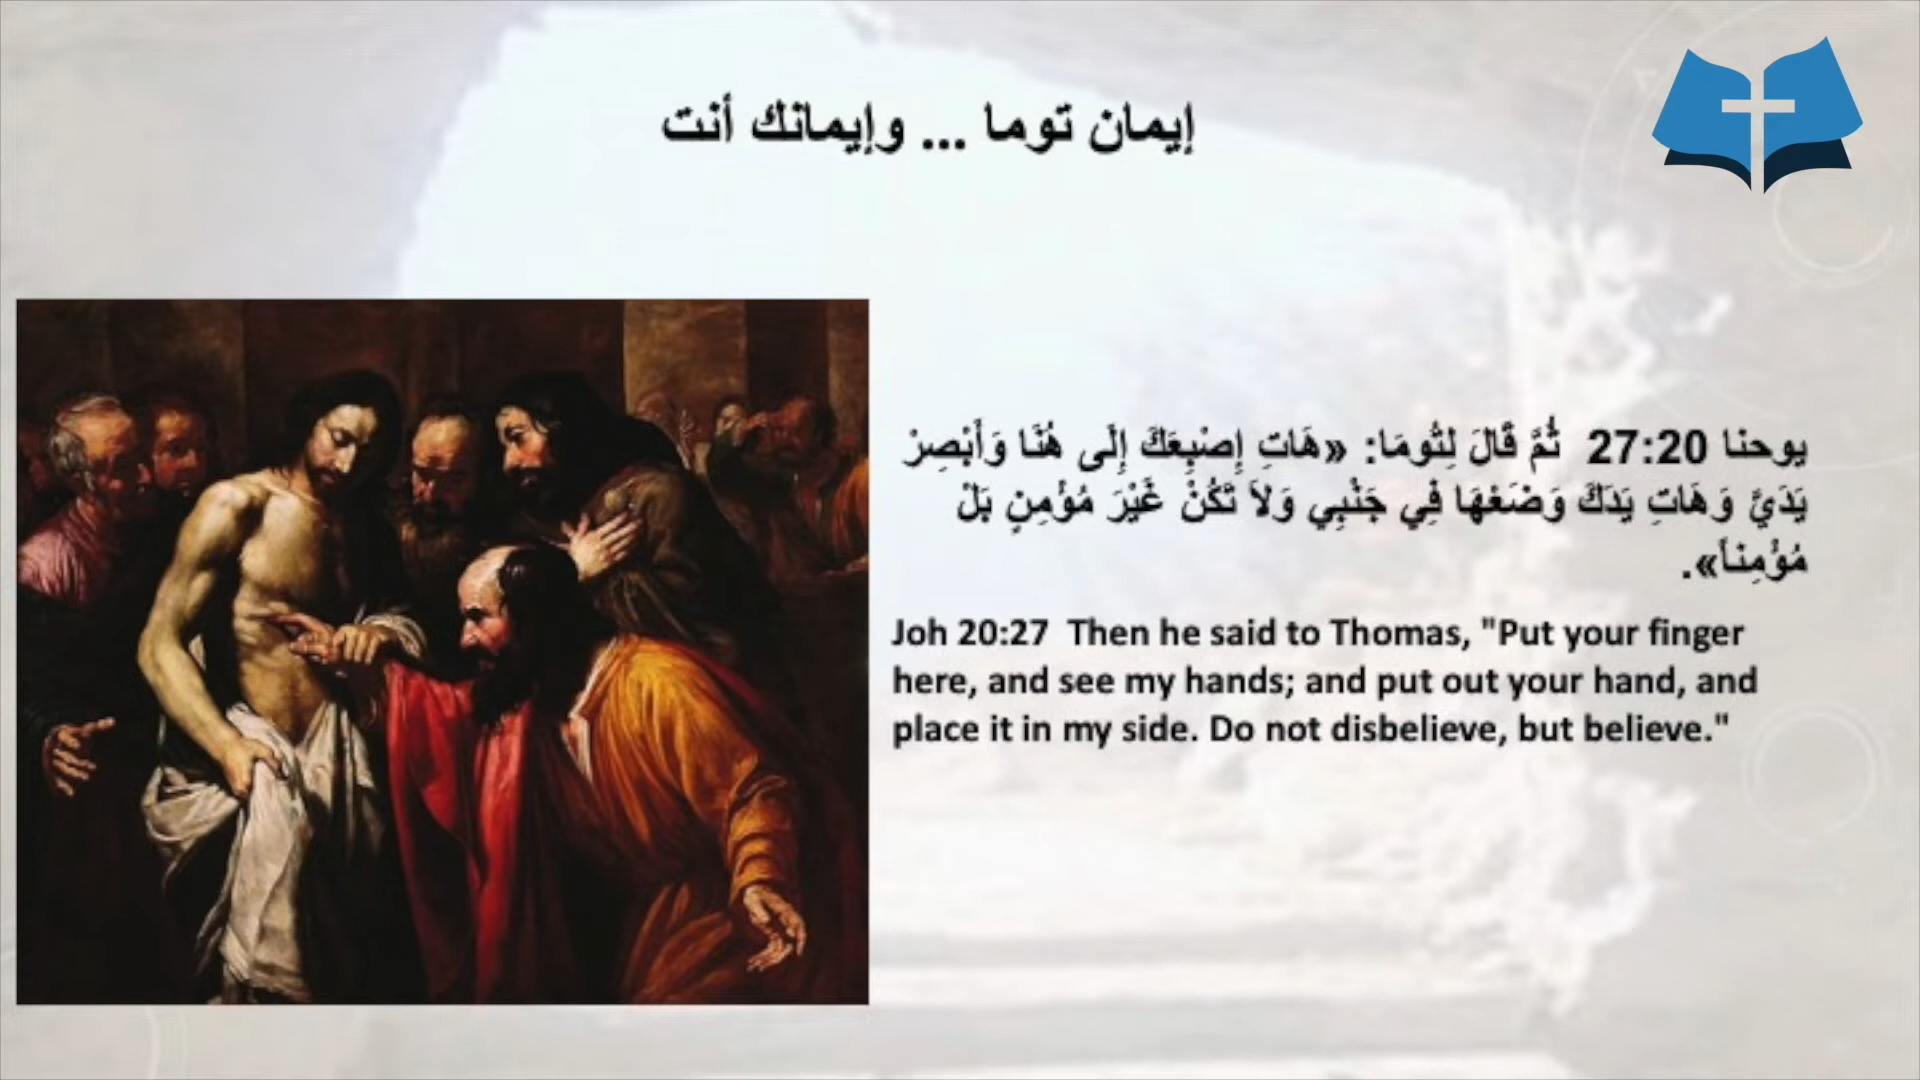 إيمان توما ... وإيمانك أنت
يوحنا 27:20 ثُمَّ قَالَ لِتُومَا: «هَاتِ إِصْبِعَكَ إِلَى هُنَا وَأَبْصِرْ
يَدَيَّ وَهَاتِ يَدَكَ وَضَعْهَا فِي جَنْبِي وَلاَ تَكُنْ غَيْرَ مُؤْمِنٍ بَلْ
مُؤْمِناً».
Joh 20:27 Then he said to Thomas, "Put your finger
here, and see my hands; and put out your hand, and
place it in my side. Do not disbelieve, but believe."